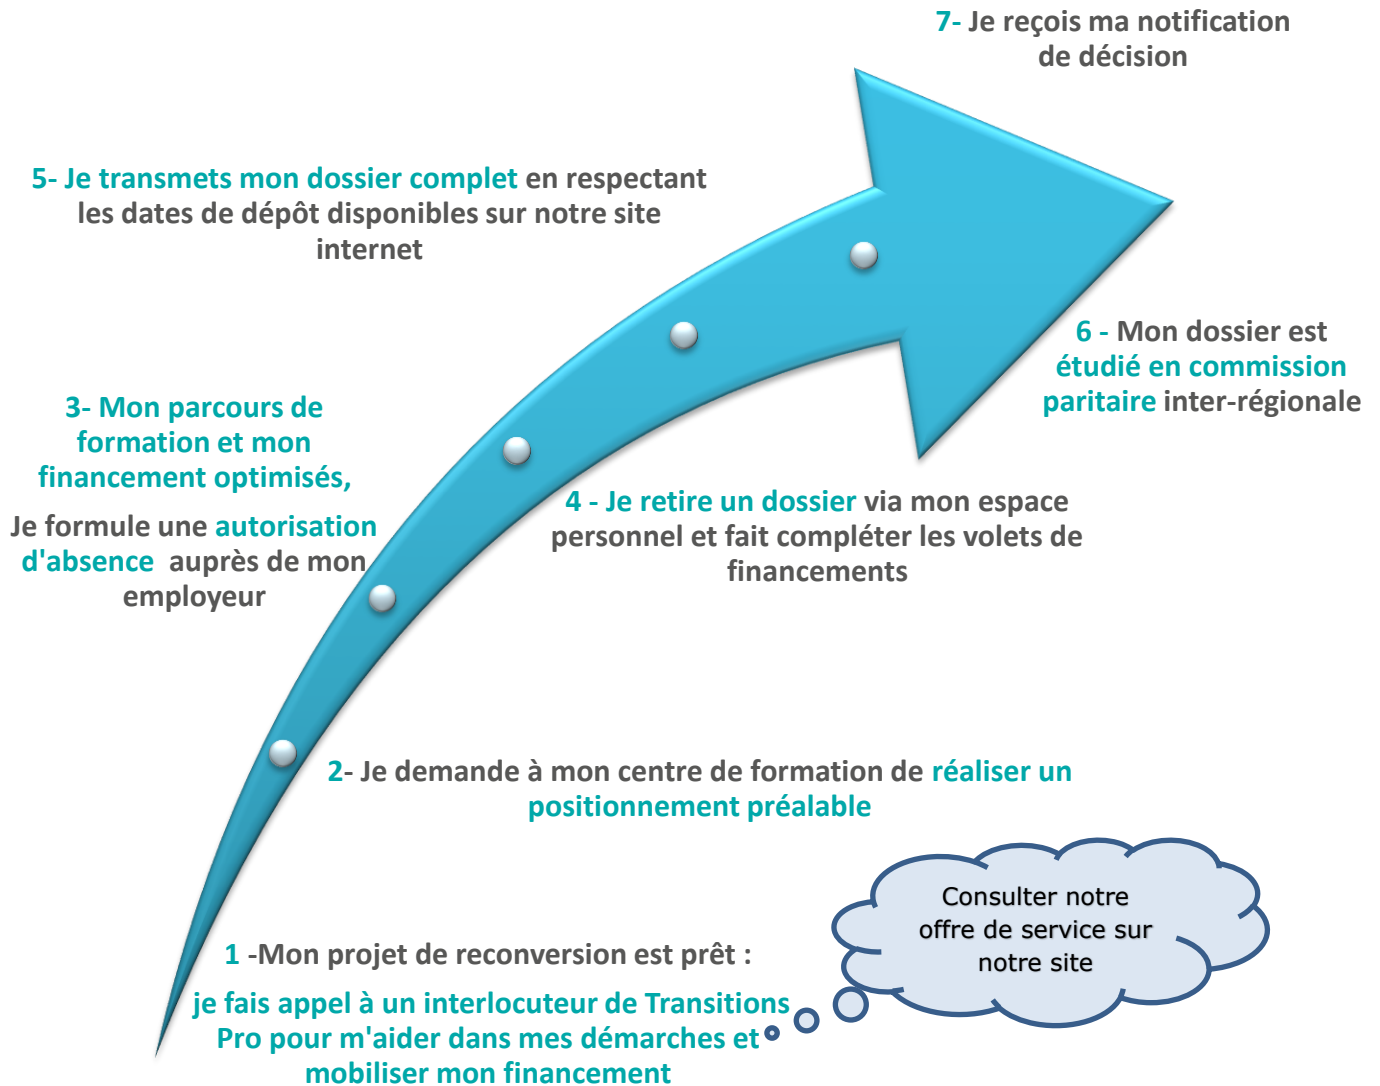 7- Je reçois ma notification
de décision
5- Je transmets mon dossier complet en respectant
les dates de dépôt disponibles sur notre site
internet
6 - Mon dossier est
étudié en commission
paritaire inter-régionale
3- Mon parcours de
formation et mon
financement optimisés,
Je formule une autorisation
d'absence auprès de mon
employeur
4 - Je retire un dossier via mon espace
personnel et fait compléter les volets de
financements
2- Je demande à mon centre de formation de réaliser un
positionnement préalable
Consulter notre
offre de service sur
notre site
1 -Mon projet de reconversion est prêt :
je fais appel à un interlocuteur de Transitions
Pro pour m'aider dans mes démarches et
mobiliser mon financement